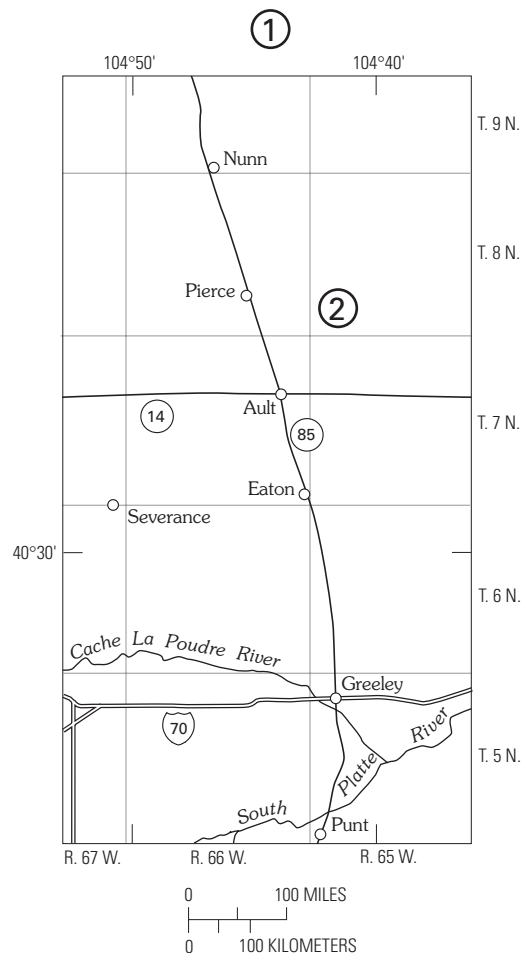 1
104°50'
104°40'
T. 9 N.
Nunn
T. 8 N.
Pierce
2
Ault
14
85
T. 7 N.
Eaton
Severance
40°30'
T. 6 N.
Cache La Poudre River
Greeley
70
River
Platte
South
T. 5 N.
Punt
R. 67 W.
R. 66 W.
R. 65 W.
0
100 MILES
0
100 KILOMETERS